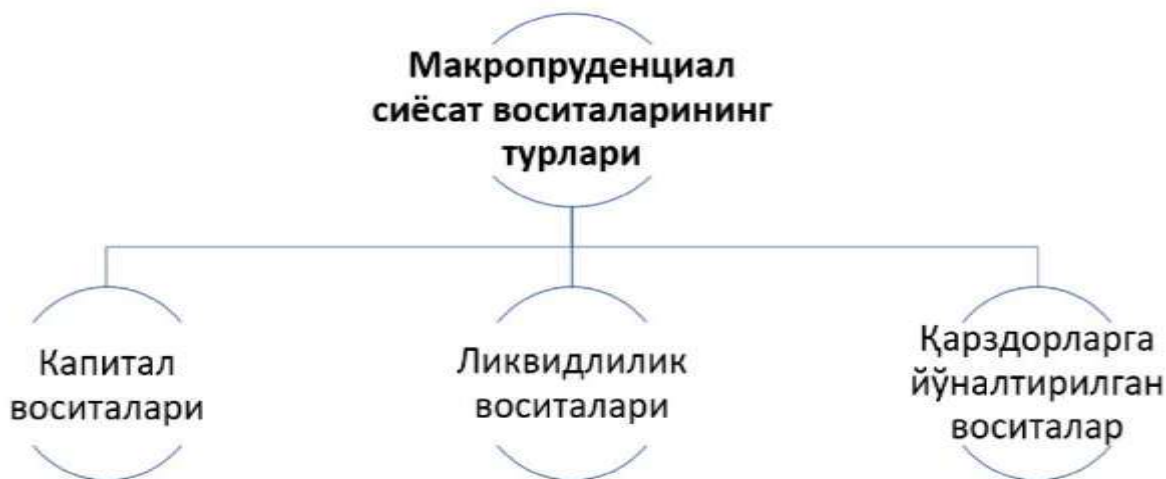 Макропруденциал
сиёсат воситаларининг
турлари
Капитал
воситалари
Ликвидлилик
воситалари
Қарздорларга
йўналтирилган
воситалар